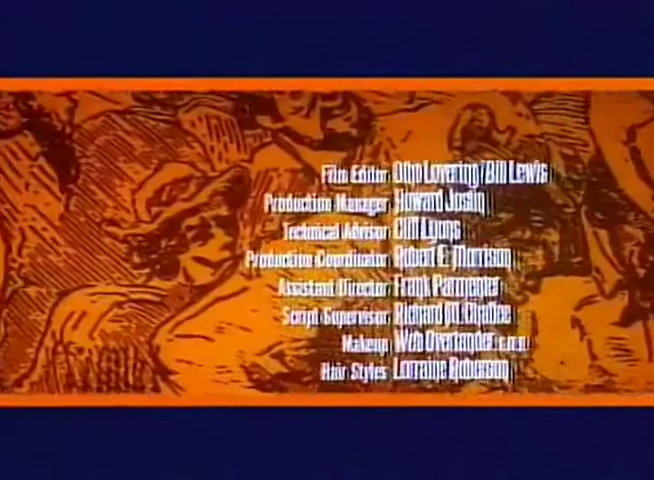 Film Editor Otho Lovering / Bill Lewis
Production Manager Howard Joslin
Technical Advisor Cliff Lyons
Production Coordinator Robert E. Morrison
Assistant Director Frank Parmenter
Script Supervisor Richard M. Chaffee
Makeup Web Overlander S.M.A.
Hair Styles Lorraine Roberson